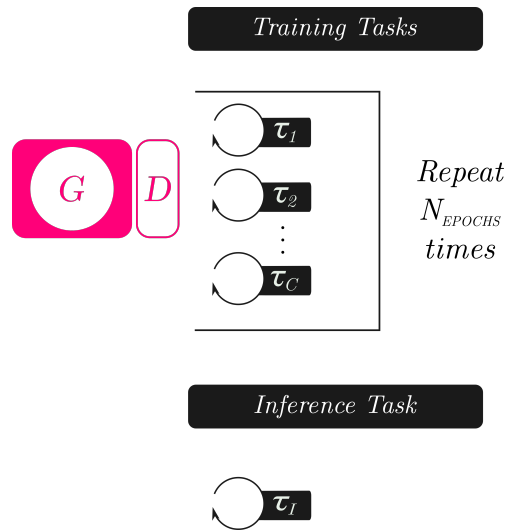 Training Tasks
τ1
G D
τ2
⋮
τC
Repeat
NEPOCHS
times
Inference Task
τI